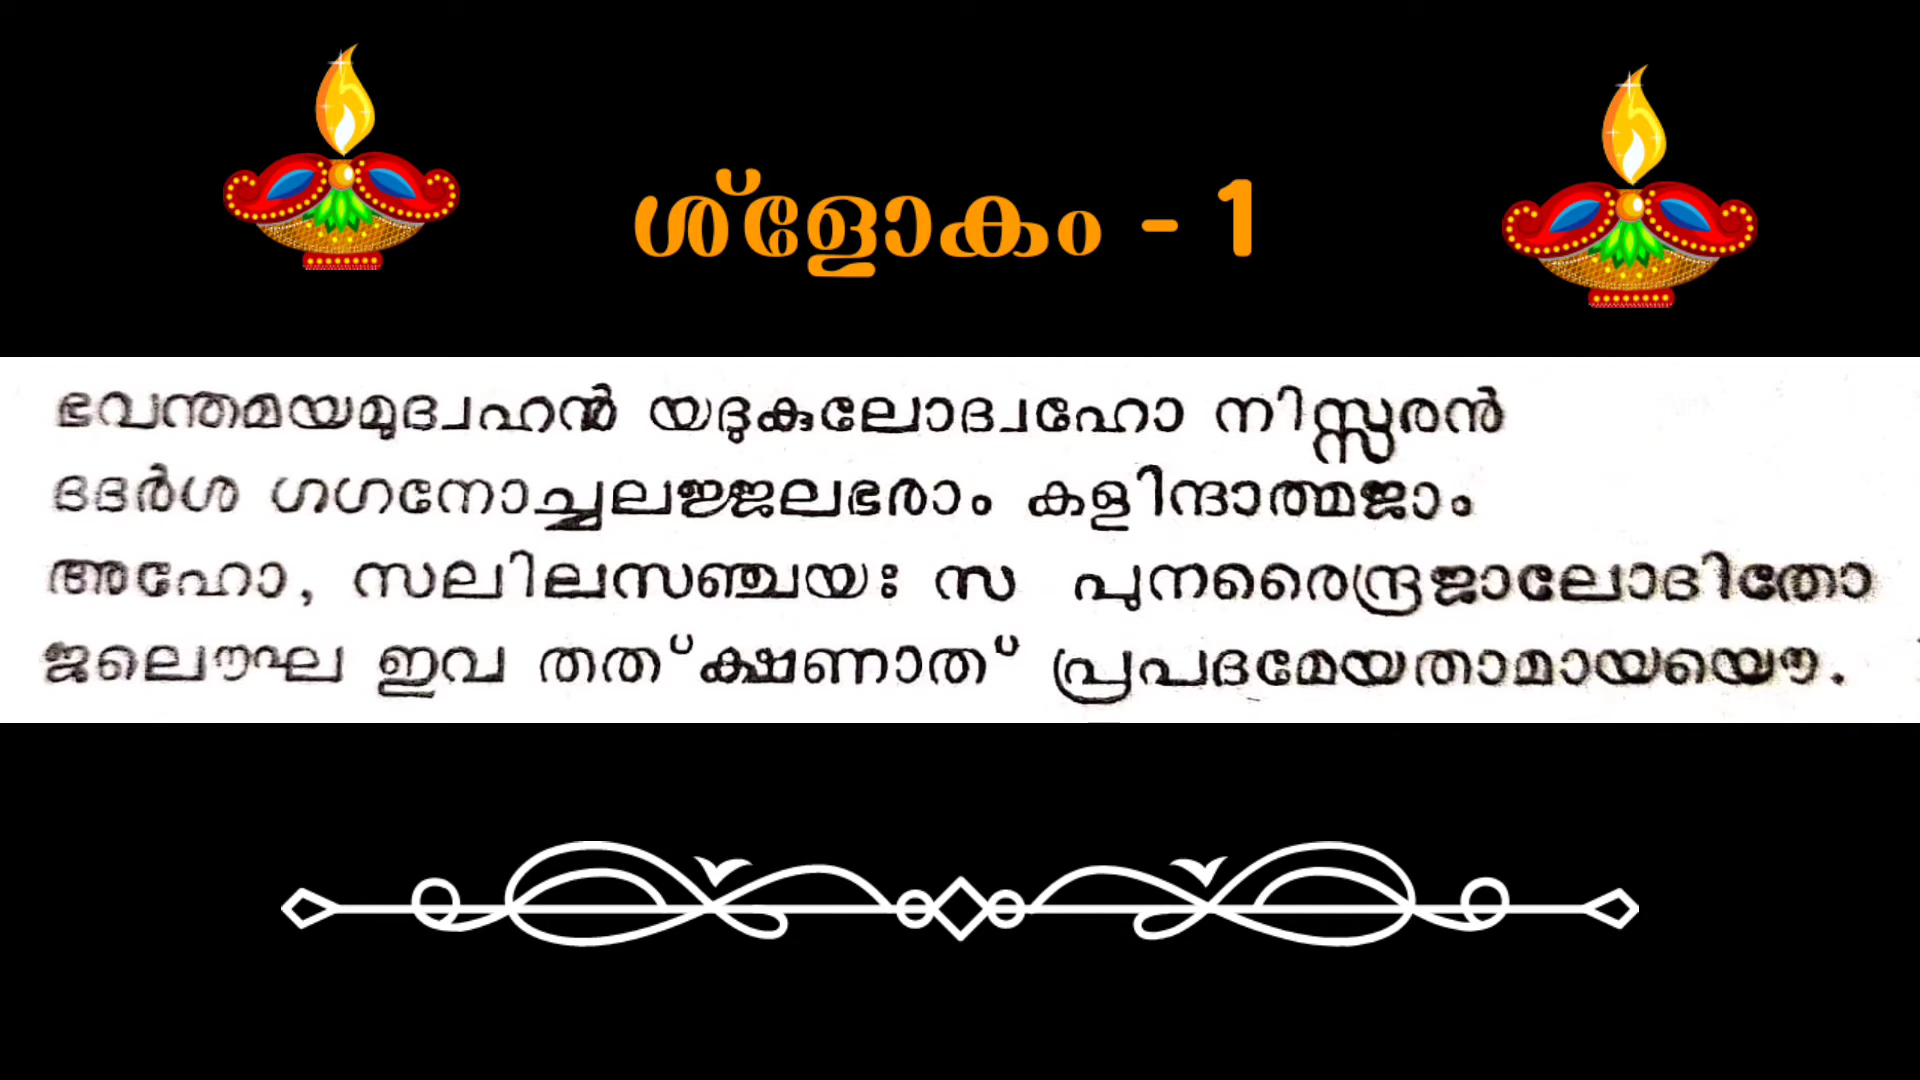 ശ്ളോകം - 1
ഭവന്തമയമുദ്വഹൻ യദുകുലോദ്വഹോ നിസ്സരൻ
ദദർശ ഗഗനോച്ചലജ്ജലഭരാം കളിന്ദാത്മജാം
അഹോ, സലിലസഞ്ചയഃ സ പുനരൈന്ദ്രജാലോദിതോ
ജലൌഘ ഇവ തത്ക്ഷണാത് പ്രപദമേയതാമായയൌ.